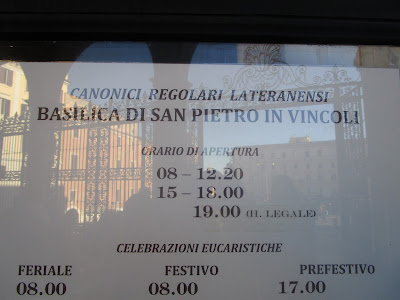 CANONICI REGOLARI LATERANENSI
BASILICA DI SAN PIETRO IN VINCOLI
ORARIO DI APERTURA
08 – 12.20
15 – 18.00
19.00 (H. LEGALE)
CELEBRAZIONI EUCARISTICHE
FERIALE FESTIVO PREFESTIVO
08.00 08.00 17.00